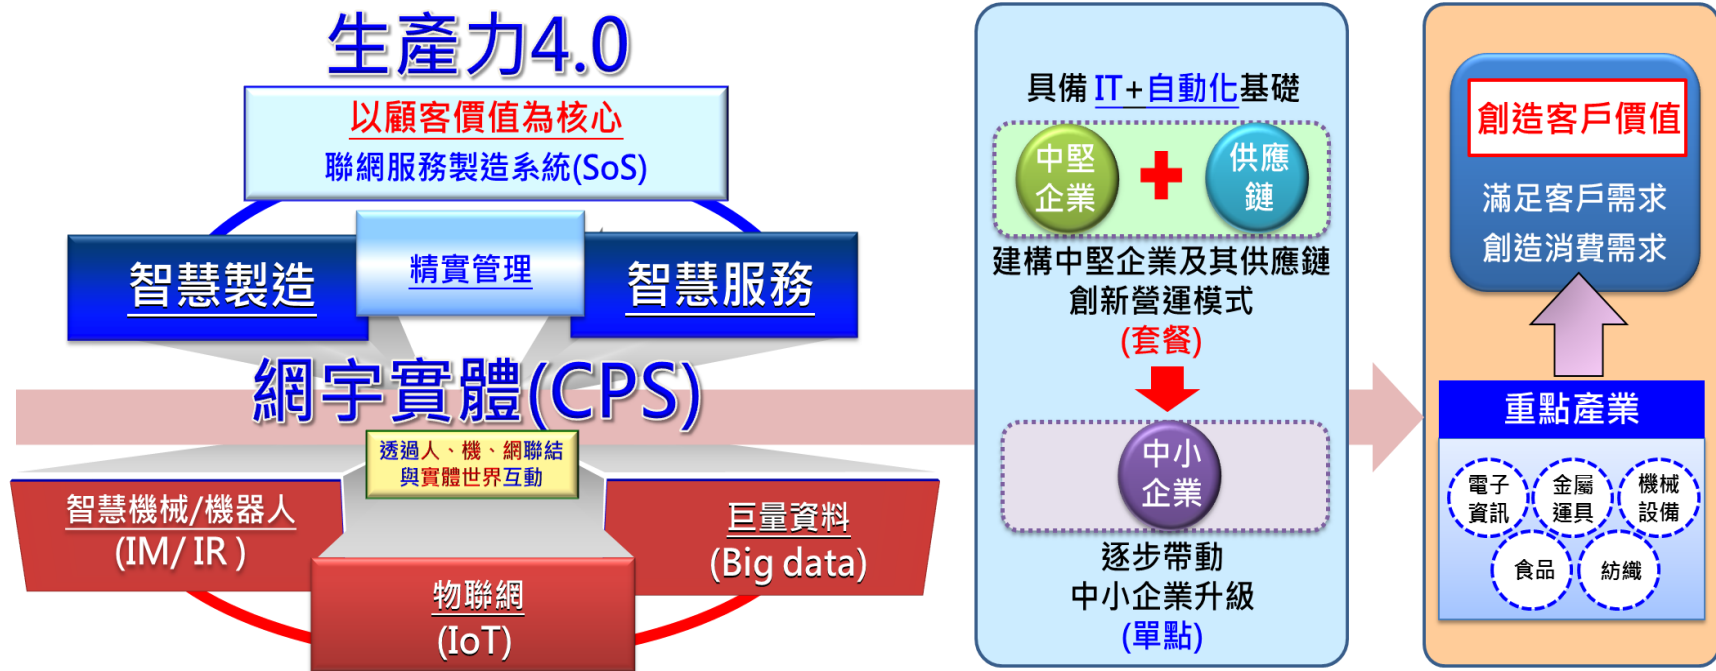 生產力4.0
以顧客價值為核心
聯網服務製造系統(SoS)
智慧製造
精實管理
智慧服務
網宇實體(CPS)
透過人、機、網聯結
與實體世界互動
智慧機械/機器人
(IM/ IR )
物聯網
(IoT)
巨量資料
(Big data)
具備 IT+自動化基礎
中堅
企業
供應
鏈
建構中堅企業及其供應鏈
創新營運模式
(套餐)
中小
企業
逐步帶動
中小企業升級
(單點)
創造客戶價值
滿足客戶需求
創造消費需求
重點產業
電子
資訊
金屬
運具
機械
設備
食品
紡織